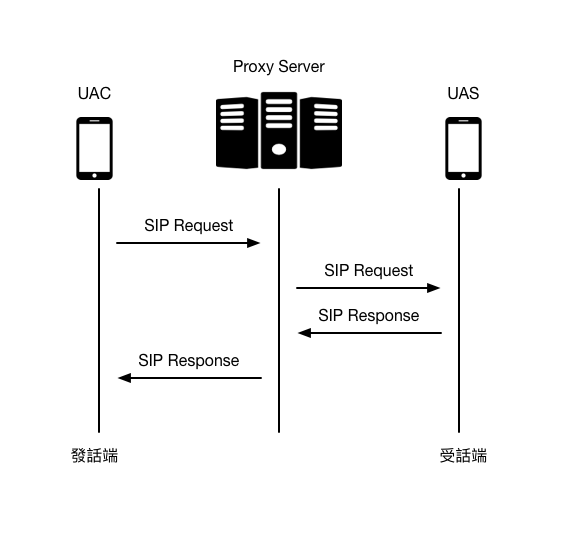 Proxy Server
UAC
UAS
SIP Request
SIP Request
SIP Response
SIP Response
發話端
受話端